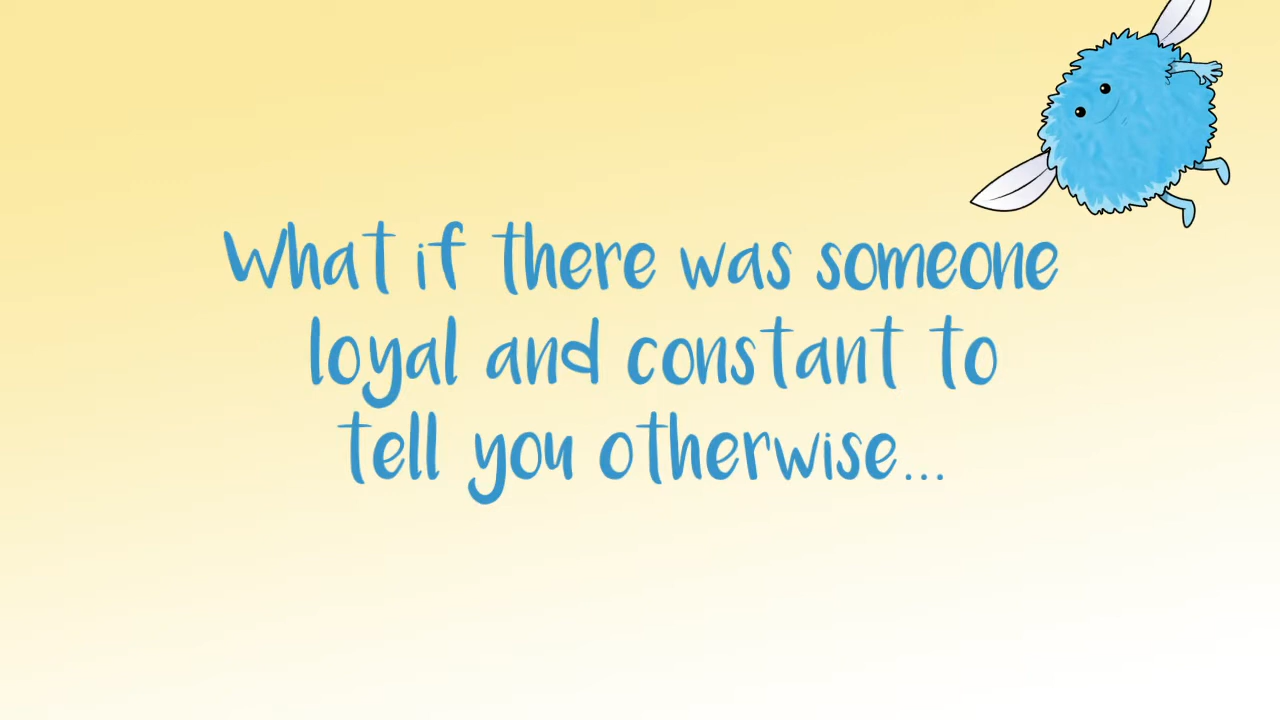 What if there was someone
loyal and constant to
tell you otherwise...